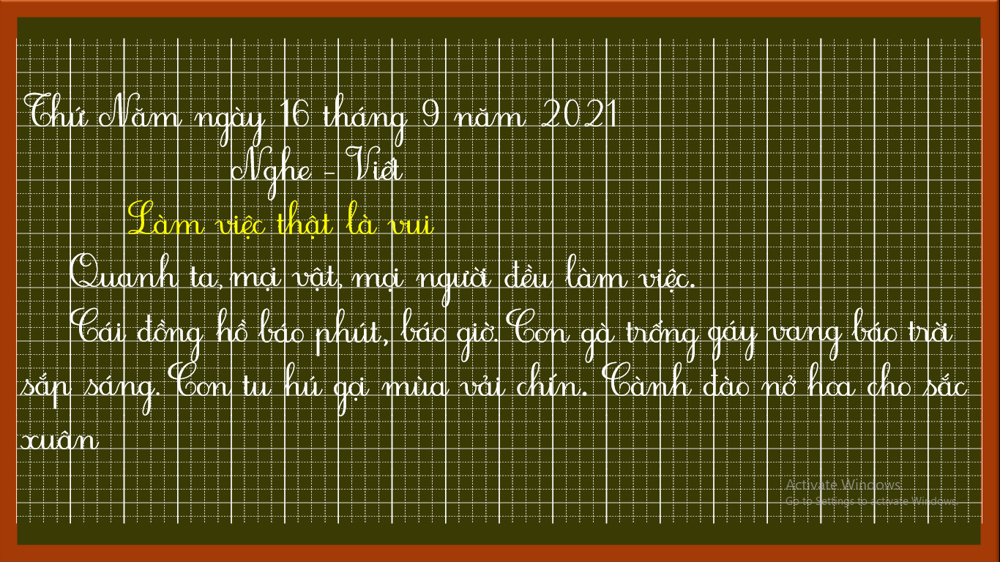 Thứ Năm ngày 16 tháng 9 năm 2021
Nghe - Viết
Làm việc thật là vui
Quanh ta, mọi vật, mọi người đều làm việc.
Cái đồng hồ báo phút, báo giờ. Con gà trống gáy vang báo trời
sắp sáng. Con tu hú gọi mùa vải chín. Cành đào nở hoa cho sắc
xuân
Activate Windows
Go to Settings to activate Windows.